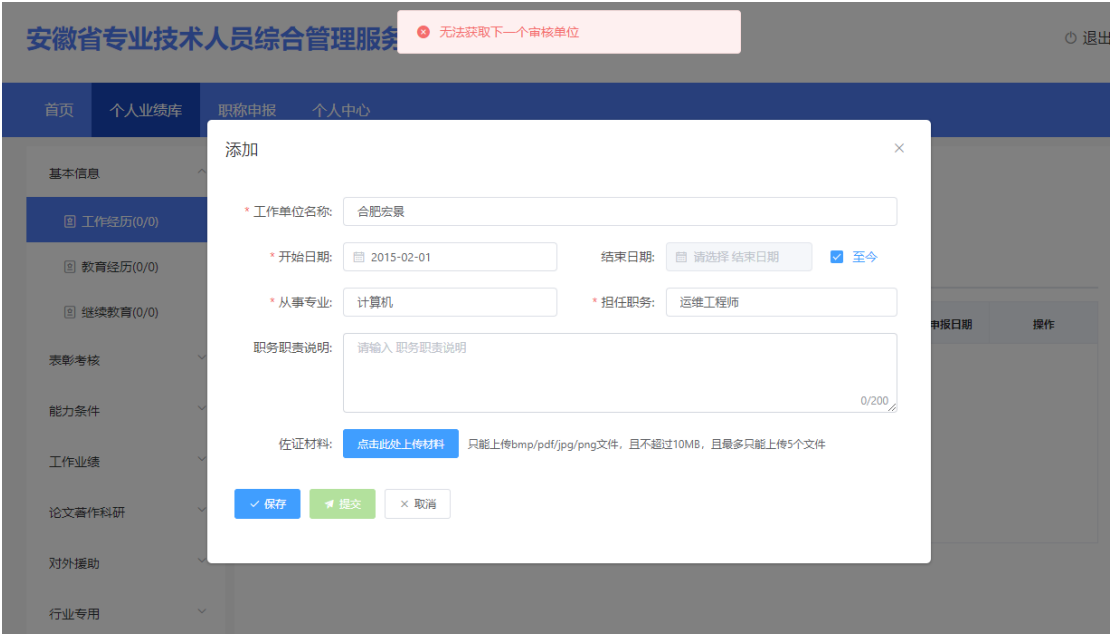 安徽省专业技术人员综合管理服务
无法获取下一个审核单位
退出
首页 个人业绩库 职称申报 个人中心
基本信息
工作经历(0/0)
教育经历(0/0)
继续教育(0/0)
表彰考核
能力条件
工作业绩
论文著作科研
对外援助
行业专用
添加
* 工作单位名称: 合肥宏景
* 开始日期: 2015-02-01 结束日期: 请选择 结束日期 至今
* 从事专业: 计算机 * 担任职务: 运维工程师
职务职责说明: 请输入 职务职责说明
0/200
佐证材料: 点击此处上传材料 只能上传bmp/pdf/jpg/png文件，且不超过10MB，且最多只能上传5个文件
保存 提交 取消
申报日期 操作